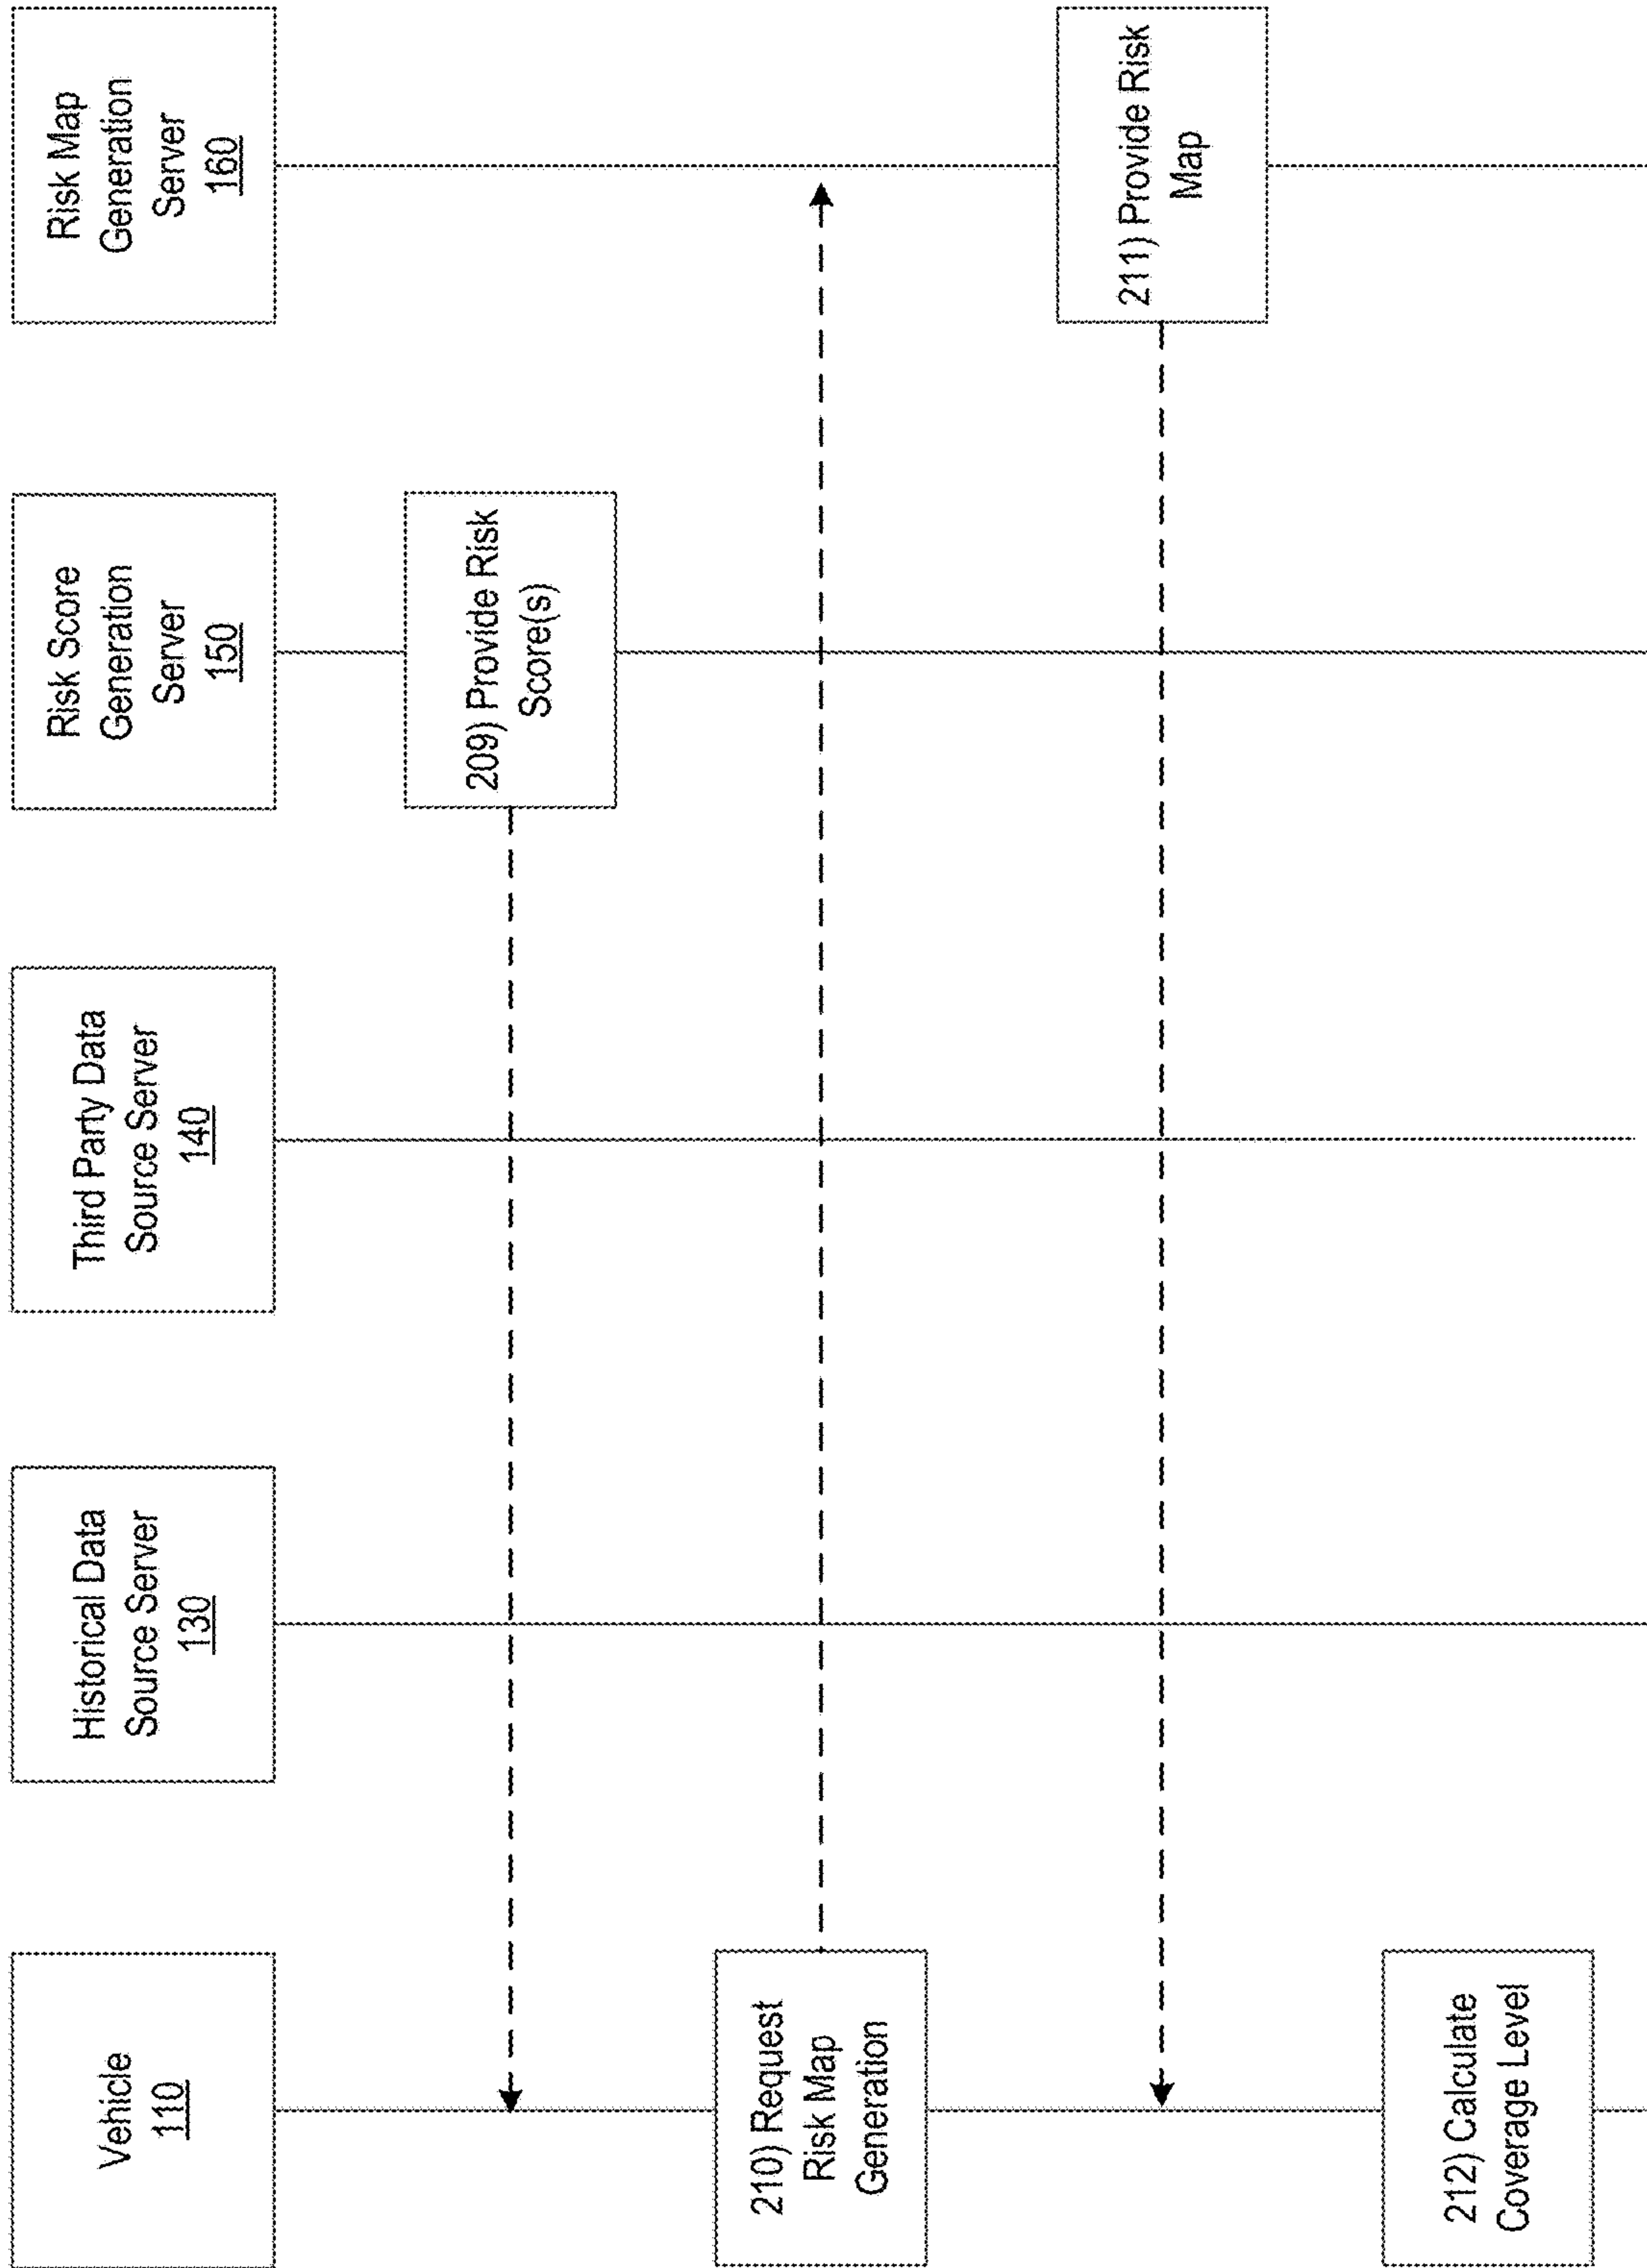 Vehicle
110
Historical Data
Source Server
130
Third Party Data
Source Server
140
Risk Score
Generation
Server
150
Risk Map
Generation
Server
160
209) Provide Risk
Score(s)
210) Request
Risk Map
Generation
211) Provide Risk
Map
212) Calculate
Coverage Level